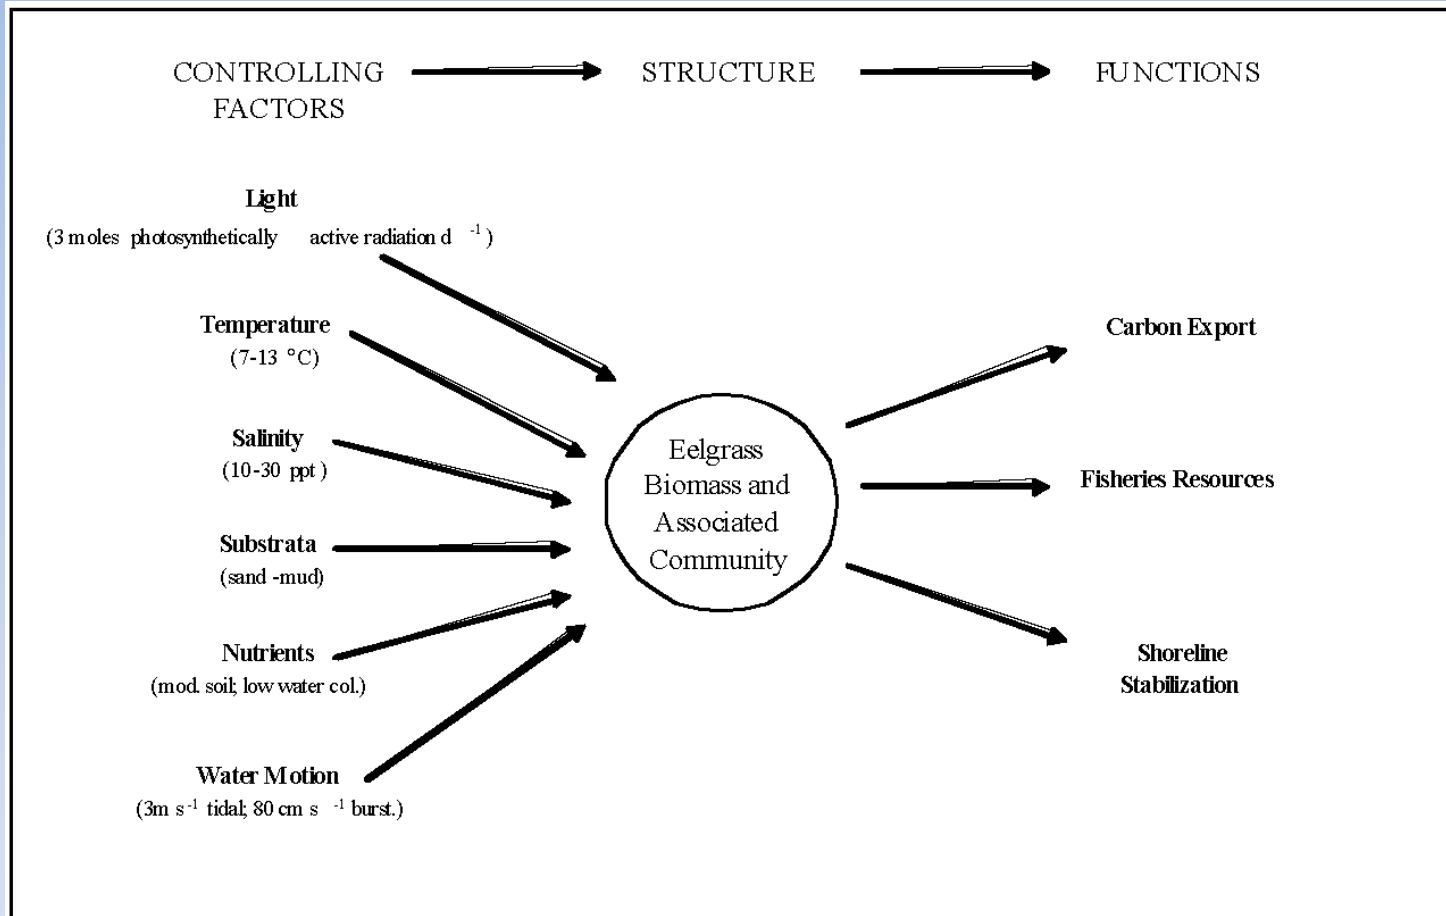 CONTROLLING
FACTORS
STRUCTURE
FUNCTIONS
Light
(3 moles photosynthetically active radiation d -1 )
Temperature
(7-13 °C)
Salinity
(10-30 ppt)
Substrata
(sand -mud)
Nutrients
(mod. soil; low water col.)
Water Motion
(3m s-1 tidal; 80 cm s -1 burst.)
Eelgrass
Biomass and
Associated
Community
Carbon Export
Fisheries Resources
Shoreline
Stabilization